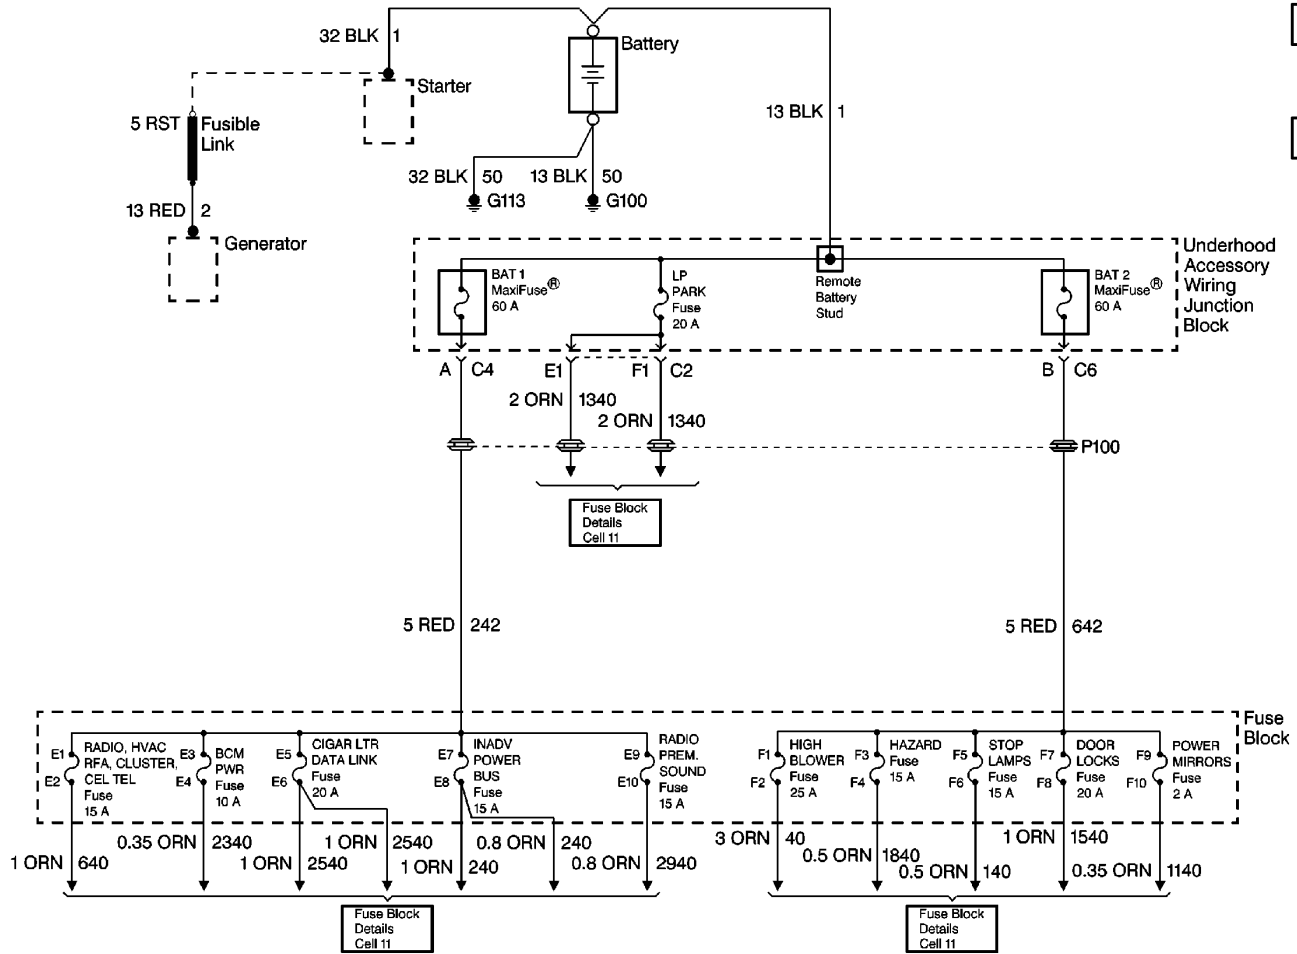 32 BLK 1
Battery
Starter
13 BLK 1
5 RST Fusible
Link
32 BLK 50 13 BLK 50
G113 G100
13 RED 2
Generator
Underhood
Accessory
Wiring
Junction
Block
BAT 1
MaxiFuse®
60 A
LP
PARK
Fuse
20 A
Remote
Battery
Stud
BAT 2
MaxiFuse®
60 A
A C4 E1 F1 C2 B C6
2 ORN 1340
2 ORN 1340
P100
Fuse Block
Details
Cell 11
5 RED 242 5 RED 642
Fuse
Block
E1
E2
RADIO, HVAC
RFA, CLUSTER,
CEL TEL
Fuse
15 A
E3
E4
BCM
PWR
Fuse
10 A
E5
E6
CIGAR LTR
DATA LINK
Fuse
20 A
E7
E8
INADV
POWER
BUS
Fuse
15 A
E9
E10
RADIO
PREM.
SOUND
Fuse
15 A
F1
F2
HIGH
BLOWER
Fuse
25 A
F3
F4
HAZARD
Fuse
15 A
F5
F6
STOP
LAMPS
Fuse
15 A
F7
F8
DOOR
LOCKS
Fuse
20 A
F9
F10
POWER
MIRRORS
Fuse
2 A
1 ORN 640
0.35 ORN 2340
1 ORN 2540
1 ORN 2540
1 ORN 240
0.8 ORN 240
0.8 ORN 2940
3 ORN 40
0.5 ORN 1840
0.5 ORN 140
1 ORN 1540
0.35 ORN 1140
Fuse Block
Details
Cell 11
Fuse Block
Details
Cell 11